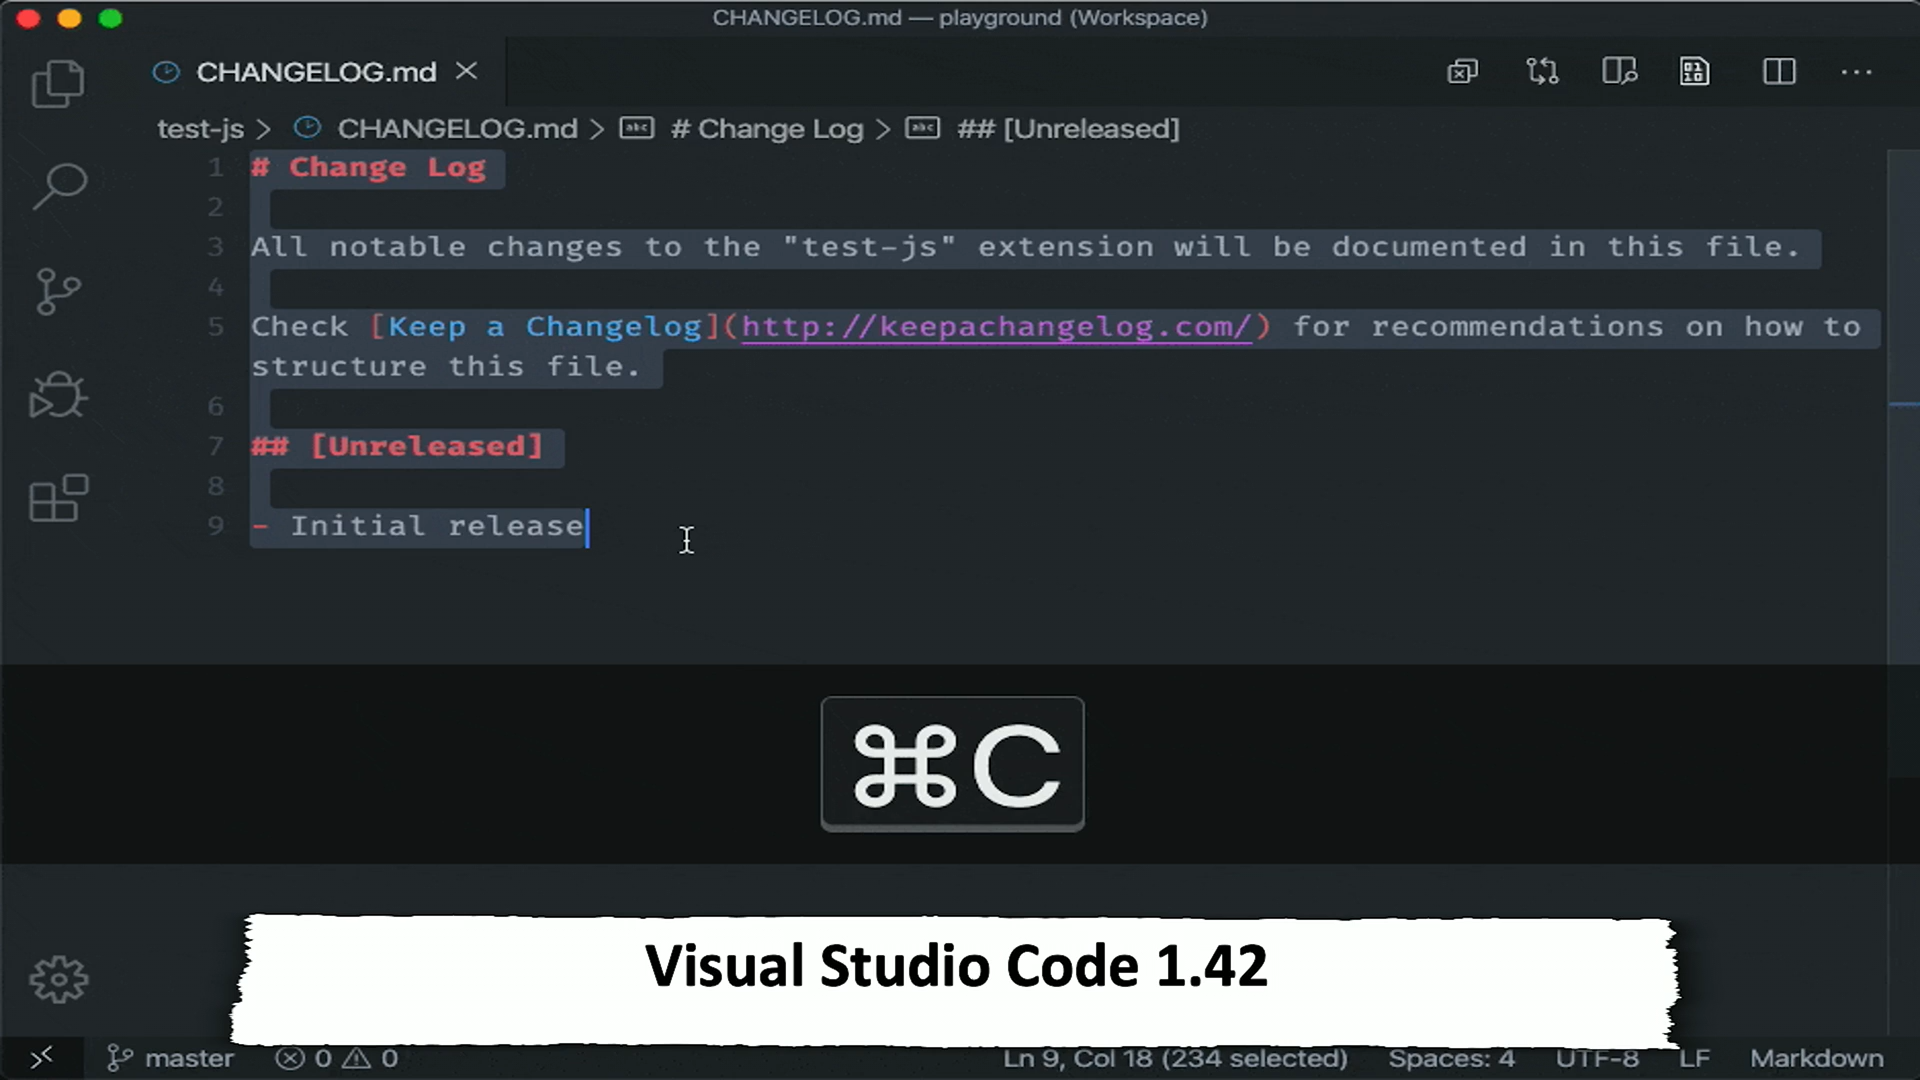 CHANGELOG.md — playground (Workspace)
CHANGELOG.md
test-js > CHANGELOG.md > # Change Log > ## [Unreleased]
1 # Change Log
2
3 All notable changes to the "test-js" extension will be documented in this file.
4
5 Check [Keep a Changelog](http://keepachangelog.com/) for recommendations on how to
structure this file.
6
7 ## [Unreleased]
8
9 - Initial release
⌘C
Visual Studio Code 1.42
master 0 0 Ln 9, Col 18 (234 selected) Spaces: 4 UTF-8 LF Markdown